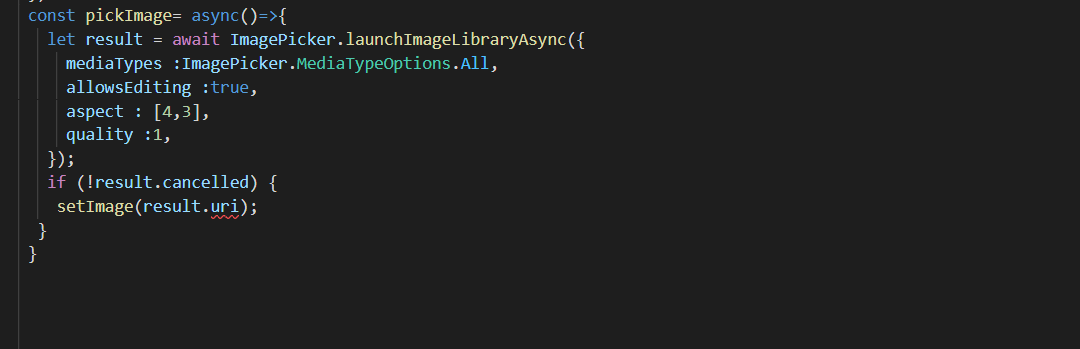 const pickImage= async()=>{
let result = await ImagePicker.launchImageLibraryAsync({
mediaTypes :ImagePicker.MediaTypeOptions.All,
allowsEditing :true,
aspect : [4,3],
quality :1,
});
if (!result.cancelled) {
setImage(result.uri);
}
}